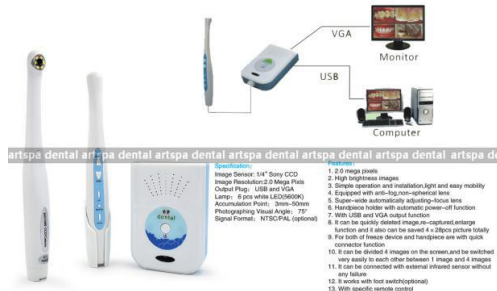 VGA
Monitor
USB
Computer
artspa dental artspa dental artspa dental artspa dental artspa dental artspa dental
dental
Specification:
Image Sensor: 1/4" Sony CCD
Image Resolution:2.0 Mega Pixls
Output Plug: USB and VGA
Lamp: 6 pcs white LED(5600K)
Accumulation Point: 3mm~50mm
Photographing Visual Angle: 75°
Signal Format: NTSC/PAL (optional)
Features:
1. 2.0 mega pixels
2. High brightness images
3. Simple operation and installation,light and easy mobility
4. Equipped with anti-fog,non-spherical lens
5. Super-wide automatically adjusting-focus lens
6. Handpiece holder with automatic power-off function
7. With USB and VGA output function
8. It can be quickly deleted image,re-captured,enlarge
function and it also can be saved 4 x 28pcs picture totally
9. For both of freeze device and handpiece are with quick
connector function
10. It can be divided 4 images on the screen,and be switched
very easily to each other between 1 image and 4 images
11. It can be connected with external infrared sensor without
any failure
12. It works with foot switch(optional)
13. With specific remote control